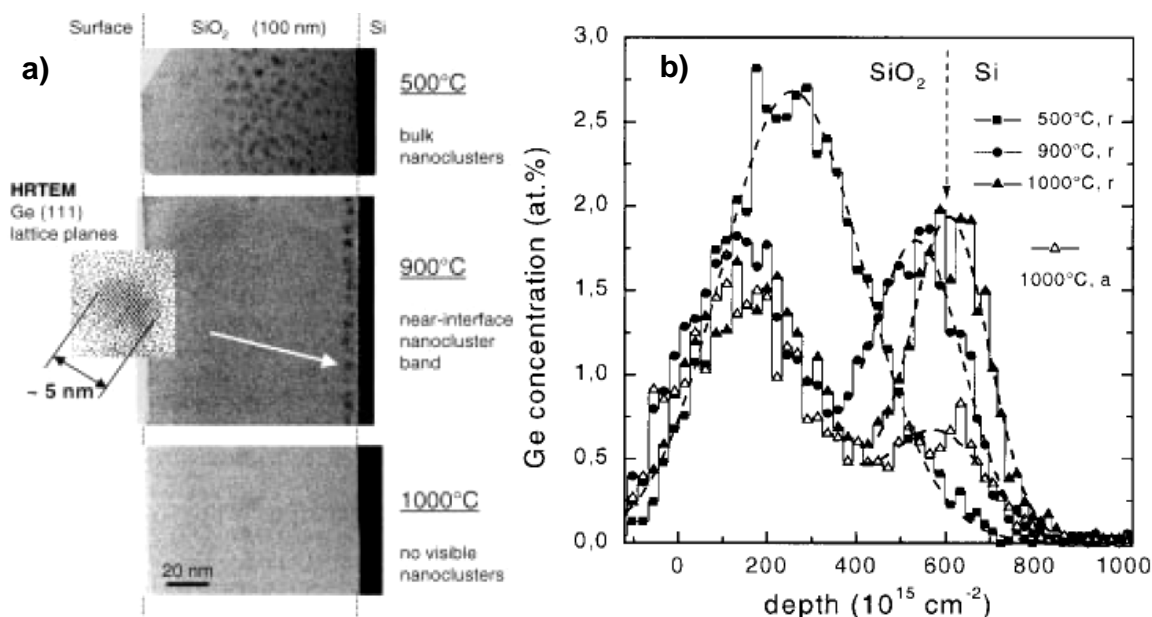 a)
Surface SiO2 (100 nm) Si
500°C
bulk
nanoclusters
HRTEM
Ge (111)
lattice planes
~ 5 nm
900°C
near-interface
nanocluster
band
1000°C
no visible
nanoclusters
20 nm
b)
Ge concentration (at.%)
3,0
2,5
2,0
1,5
1,0
0,5
0,0
SiO2 Si
500°C, r
900°C, r
1000°C, r
1000°C, a
0 200 400 600 800 1000
depth (10^15 cm^-2)